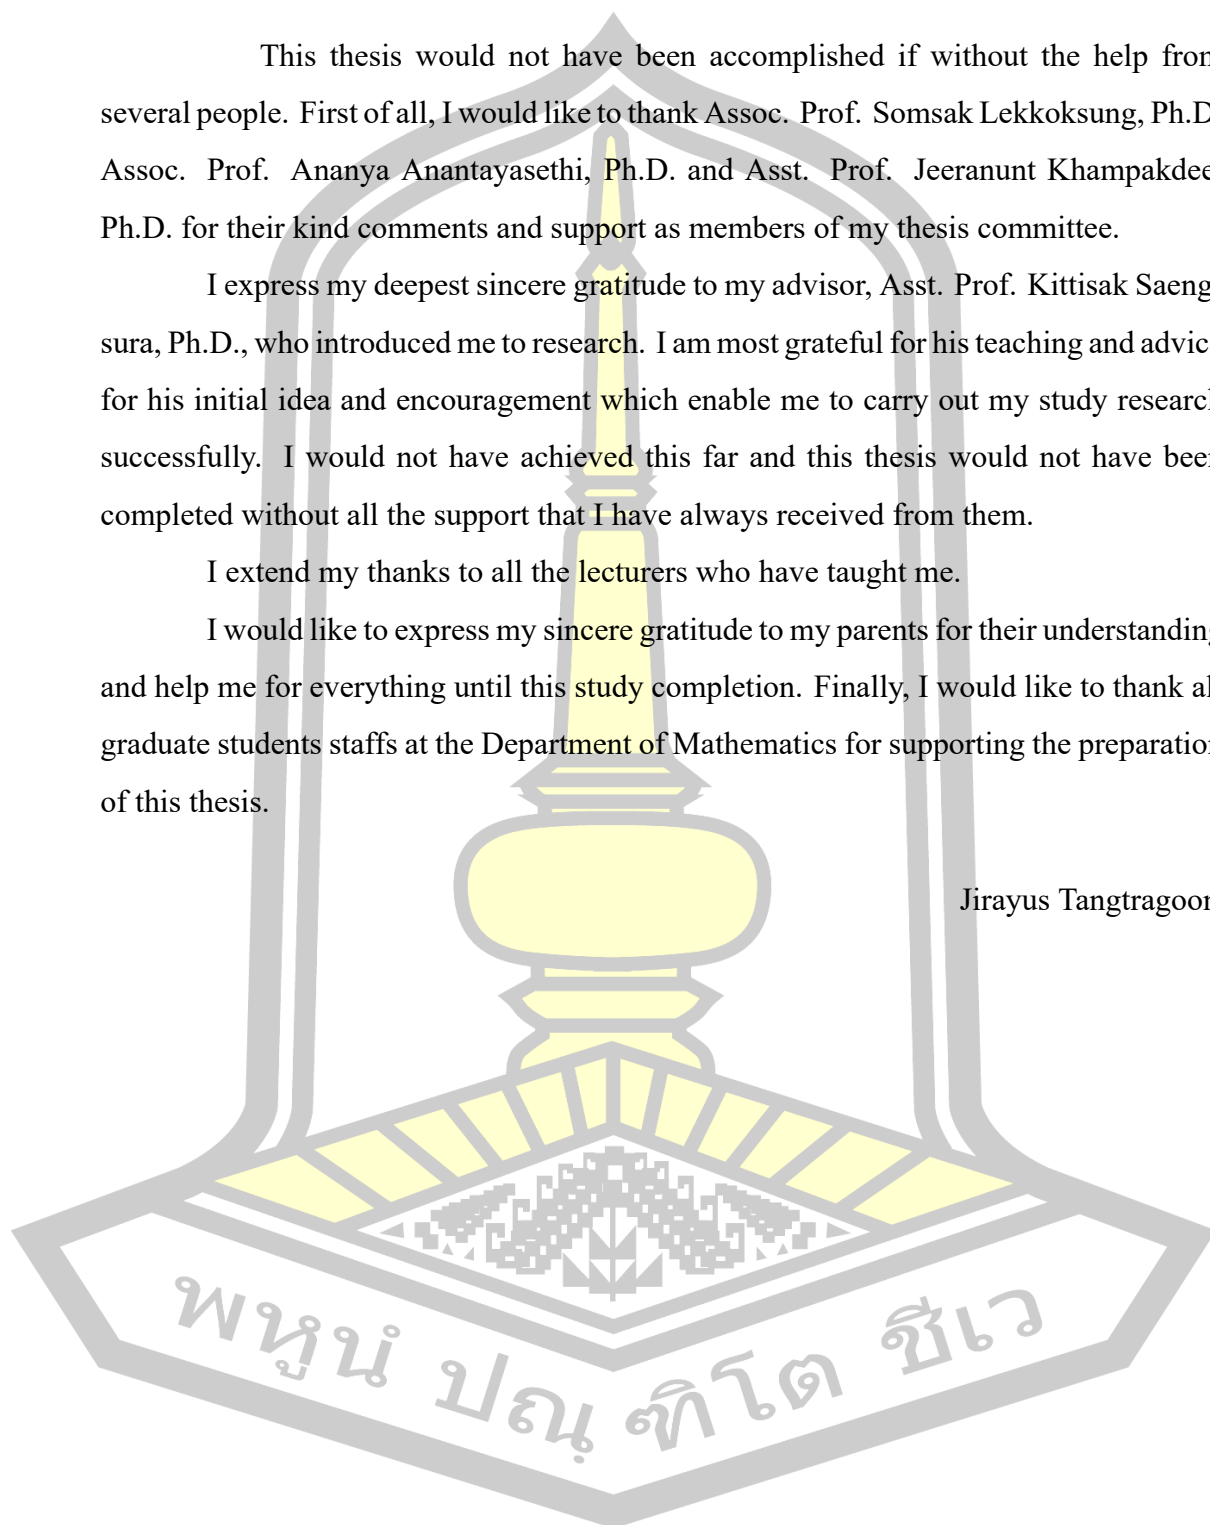 This thesis would not have been accomplished if without the help from
several people. First of all, I would like to thank Assoc. Prof. Somsak Lekkoksung, Ph.D
Assoc. Prof. Ananya Anantayasethi, Ph.D. and Asst. Prof. Jeeranunt Khampakdee
Ph.D. for their kind comments and support as members of my thesis committee.
I express my deepest sincere gratitude to my advisor, Asst. Prof. Kittisak Saeng
sura, Ph.D., who introduced me to research. I am most grateful for his teaching and advic
for his initial idea and encouragement which enable me to carry out my study research
successfully. I would not have achieved this far and this thesis would not have been
completed without all the support that I have always received from them.
I extend my thanks to all the lecturers who have taught me.
I would like to express my sincere gratitude to my parents for their understanding
and help me for everything until this study completion. Finally, I would like to thank al
graduate students staffs at the Department of Mathematics for supporting the preparation
of this thesis.
Jirayus Tangtragoon
พหูนํ ปณฺฑิโต ชีเว